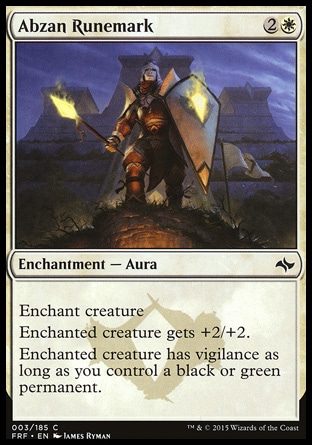 Abzan Runemark 2
Enchantment — Aura
Enchant creature
Enchanted creature gets +2/+2.
Enchanted creature has vigilance as
long as you control a black or green
permanent.
003/185 C
FRF • EN James Ryman
™ & © 2015 Wizards of the Coast